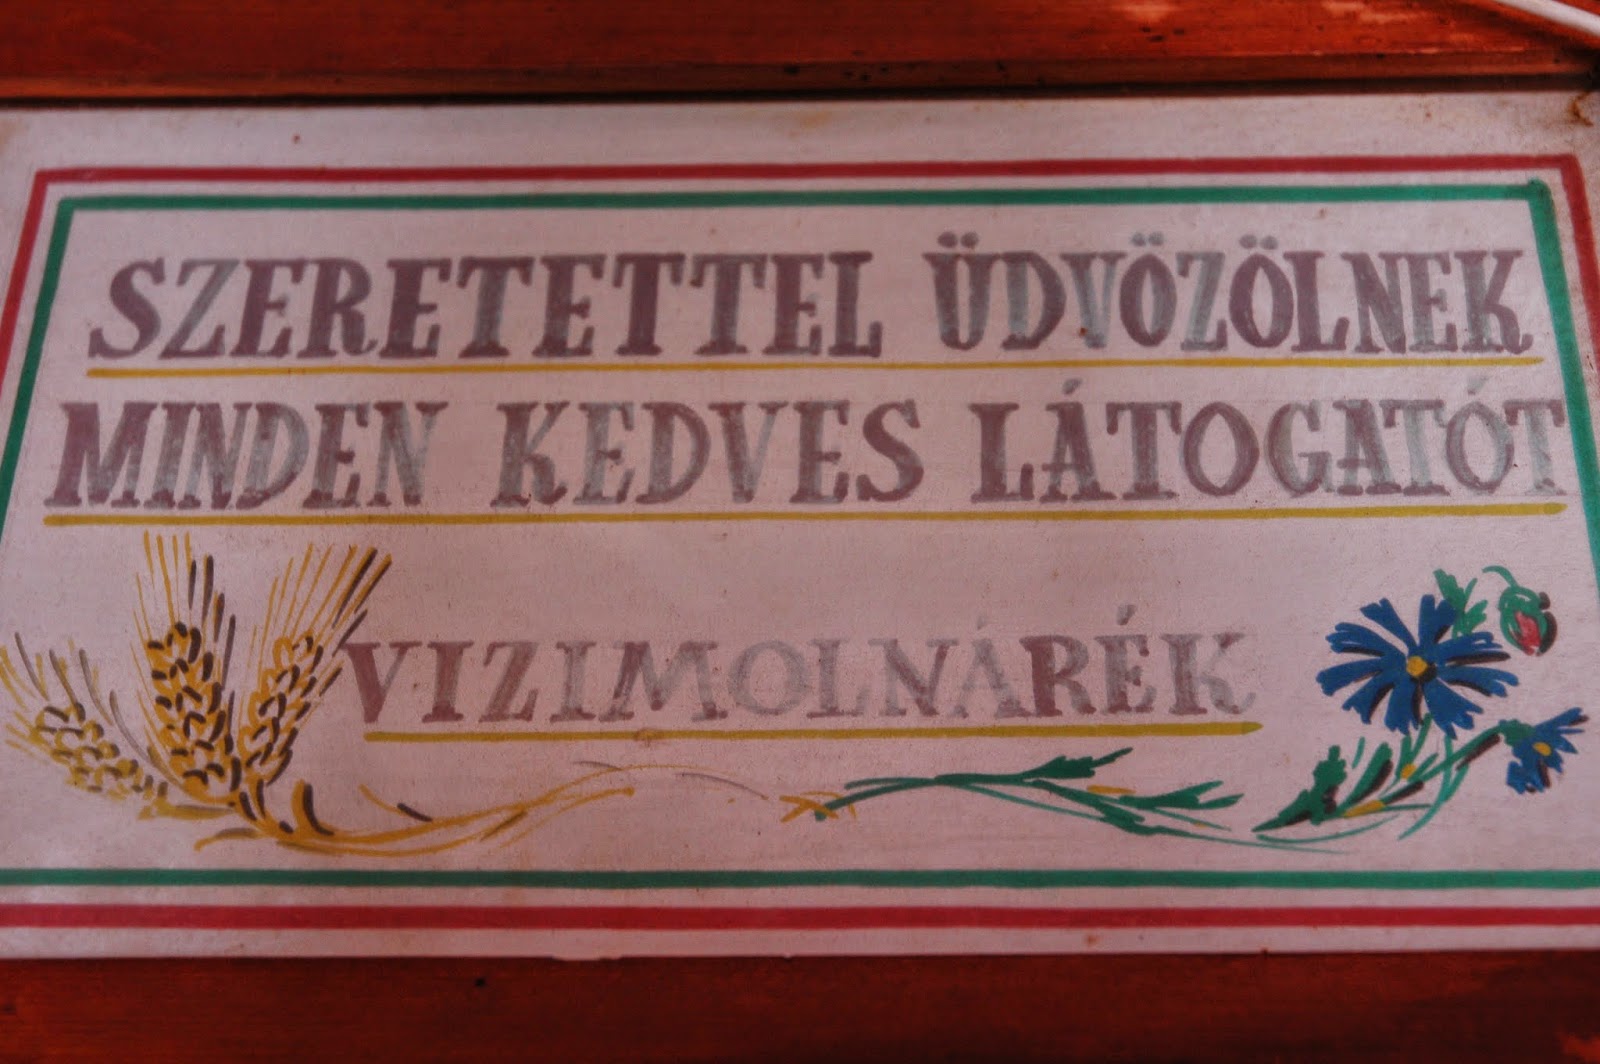 SZERETETTEL ÜDVÖZÖLNEK
MINDEN KEDVES LÁTOGATÓT
VIZIMOLNÁRÉK